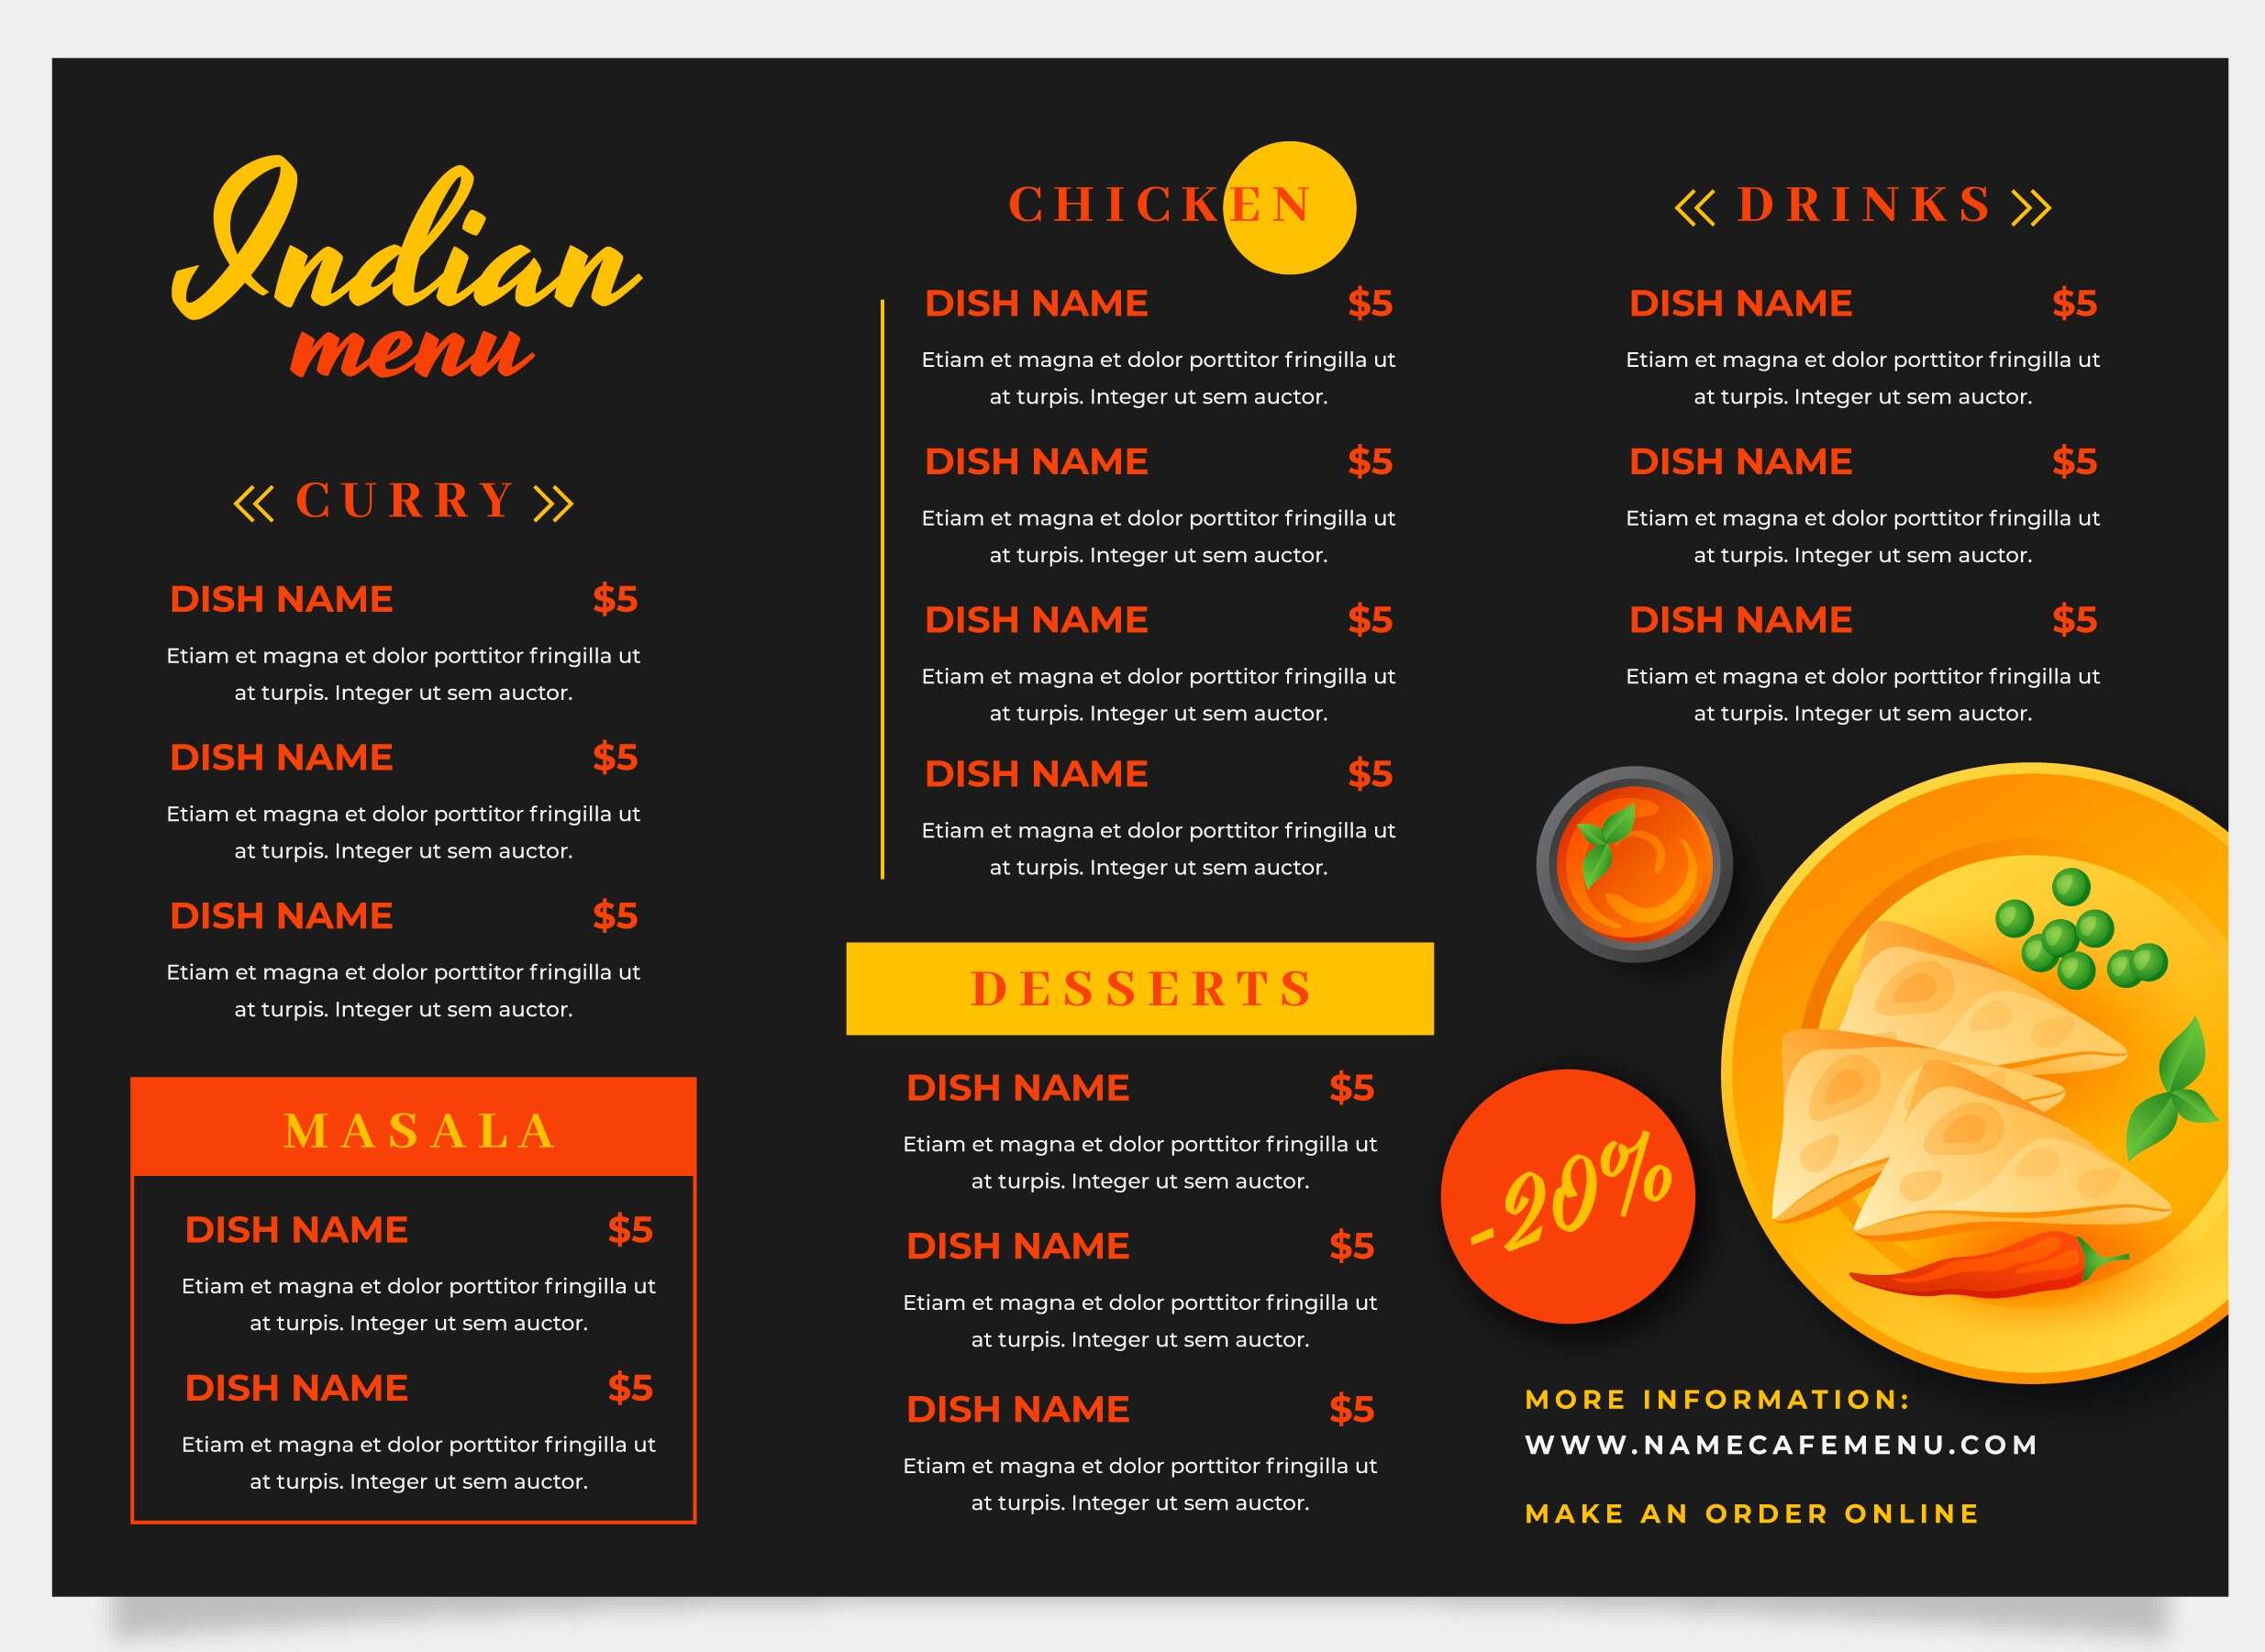 Indian
menu
CURRY
DISH NAME $5
Etiam et magna et dolor porttitor fringilla ut
at turpis. Integer ut sem auctor.
DISH NAME $5
Etiam et magna et dolor porttitor fringilla ut
at turpis. Integer ut sem auctor.
DISH NAME $5
Etiam et magna et dolor porttitor fringilla ut
at turpis. Integer ut sem auctor.
MASALA
DISH NAME $5
Etiam et magna et dolor porttitor fringilla ut
at turpis. Integer ut sem auctor.
DISH NAME $5
Etiam et magna et dolor porttitor fringilla ut
at turpis. Integer ut sem auctor.
CHICKEN
DISH NAME $5
Etiam et magna et dolor porttitor fringilla ut
at turpis. Integer ut sem auctor.
DISH NAME $5
Etiam et magna et dolor porttitor fringilla ut
at turpis. Integer ut sem auctor.
DISH NAME $5
Etiam et magna et dolor porttitor fringilla ut
at turpis. Integer ut sem auctor.
DISH NAME $5
Etiam et magna et dolor porttitor fringilla ut
at turpis. Integer ut sem auctor.
DESSERTS
DISH NAME $5
Etiam et magna et dolor porttitor fringilla ut
at turpis. Integer ut sem auctor.
DISH NAME $5
Etiam et magna et dolor porttitor fringilla ut
at turpis. Integer ut sem auctor.
DISH NAME $5
Etiam et magna et dolor porttitor fringilla ut
at turpis. Integer ut sem auctor.
DRINKS
DISH NAME $5
Etiam et magna et dolor porttitor fringilla ut
at turpis. Integer ut sem auctor.
DISH NAME $5
Etiam et magna et dolor porttitor fringilla ut
at turpis. Integer ut sem auctor.
DISH NAME $5
Etiam et magna et dolor porttitor fringilla ut
at turpis. Integer ut sem auctor.
-20%
MORE INFORMATION:
WWW.NAMECAFEMENU.COM
MAKE AN ORDER ONLINE